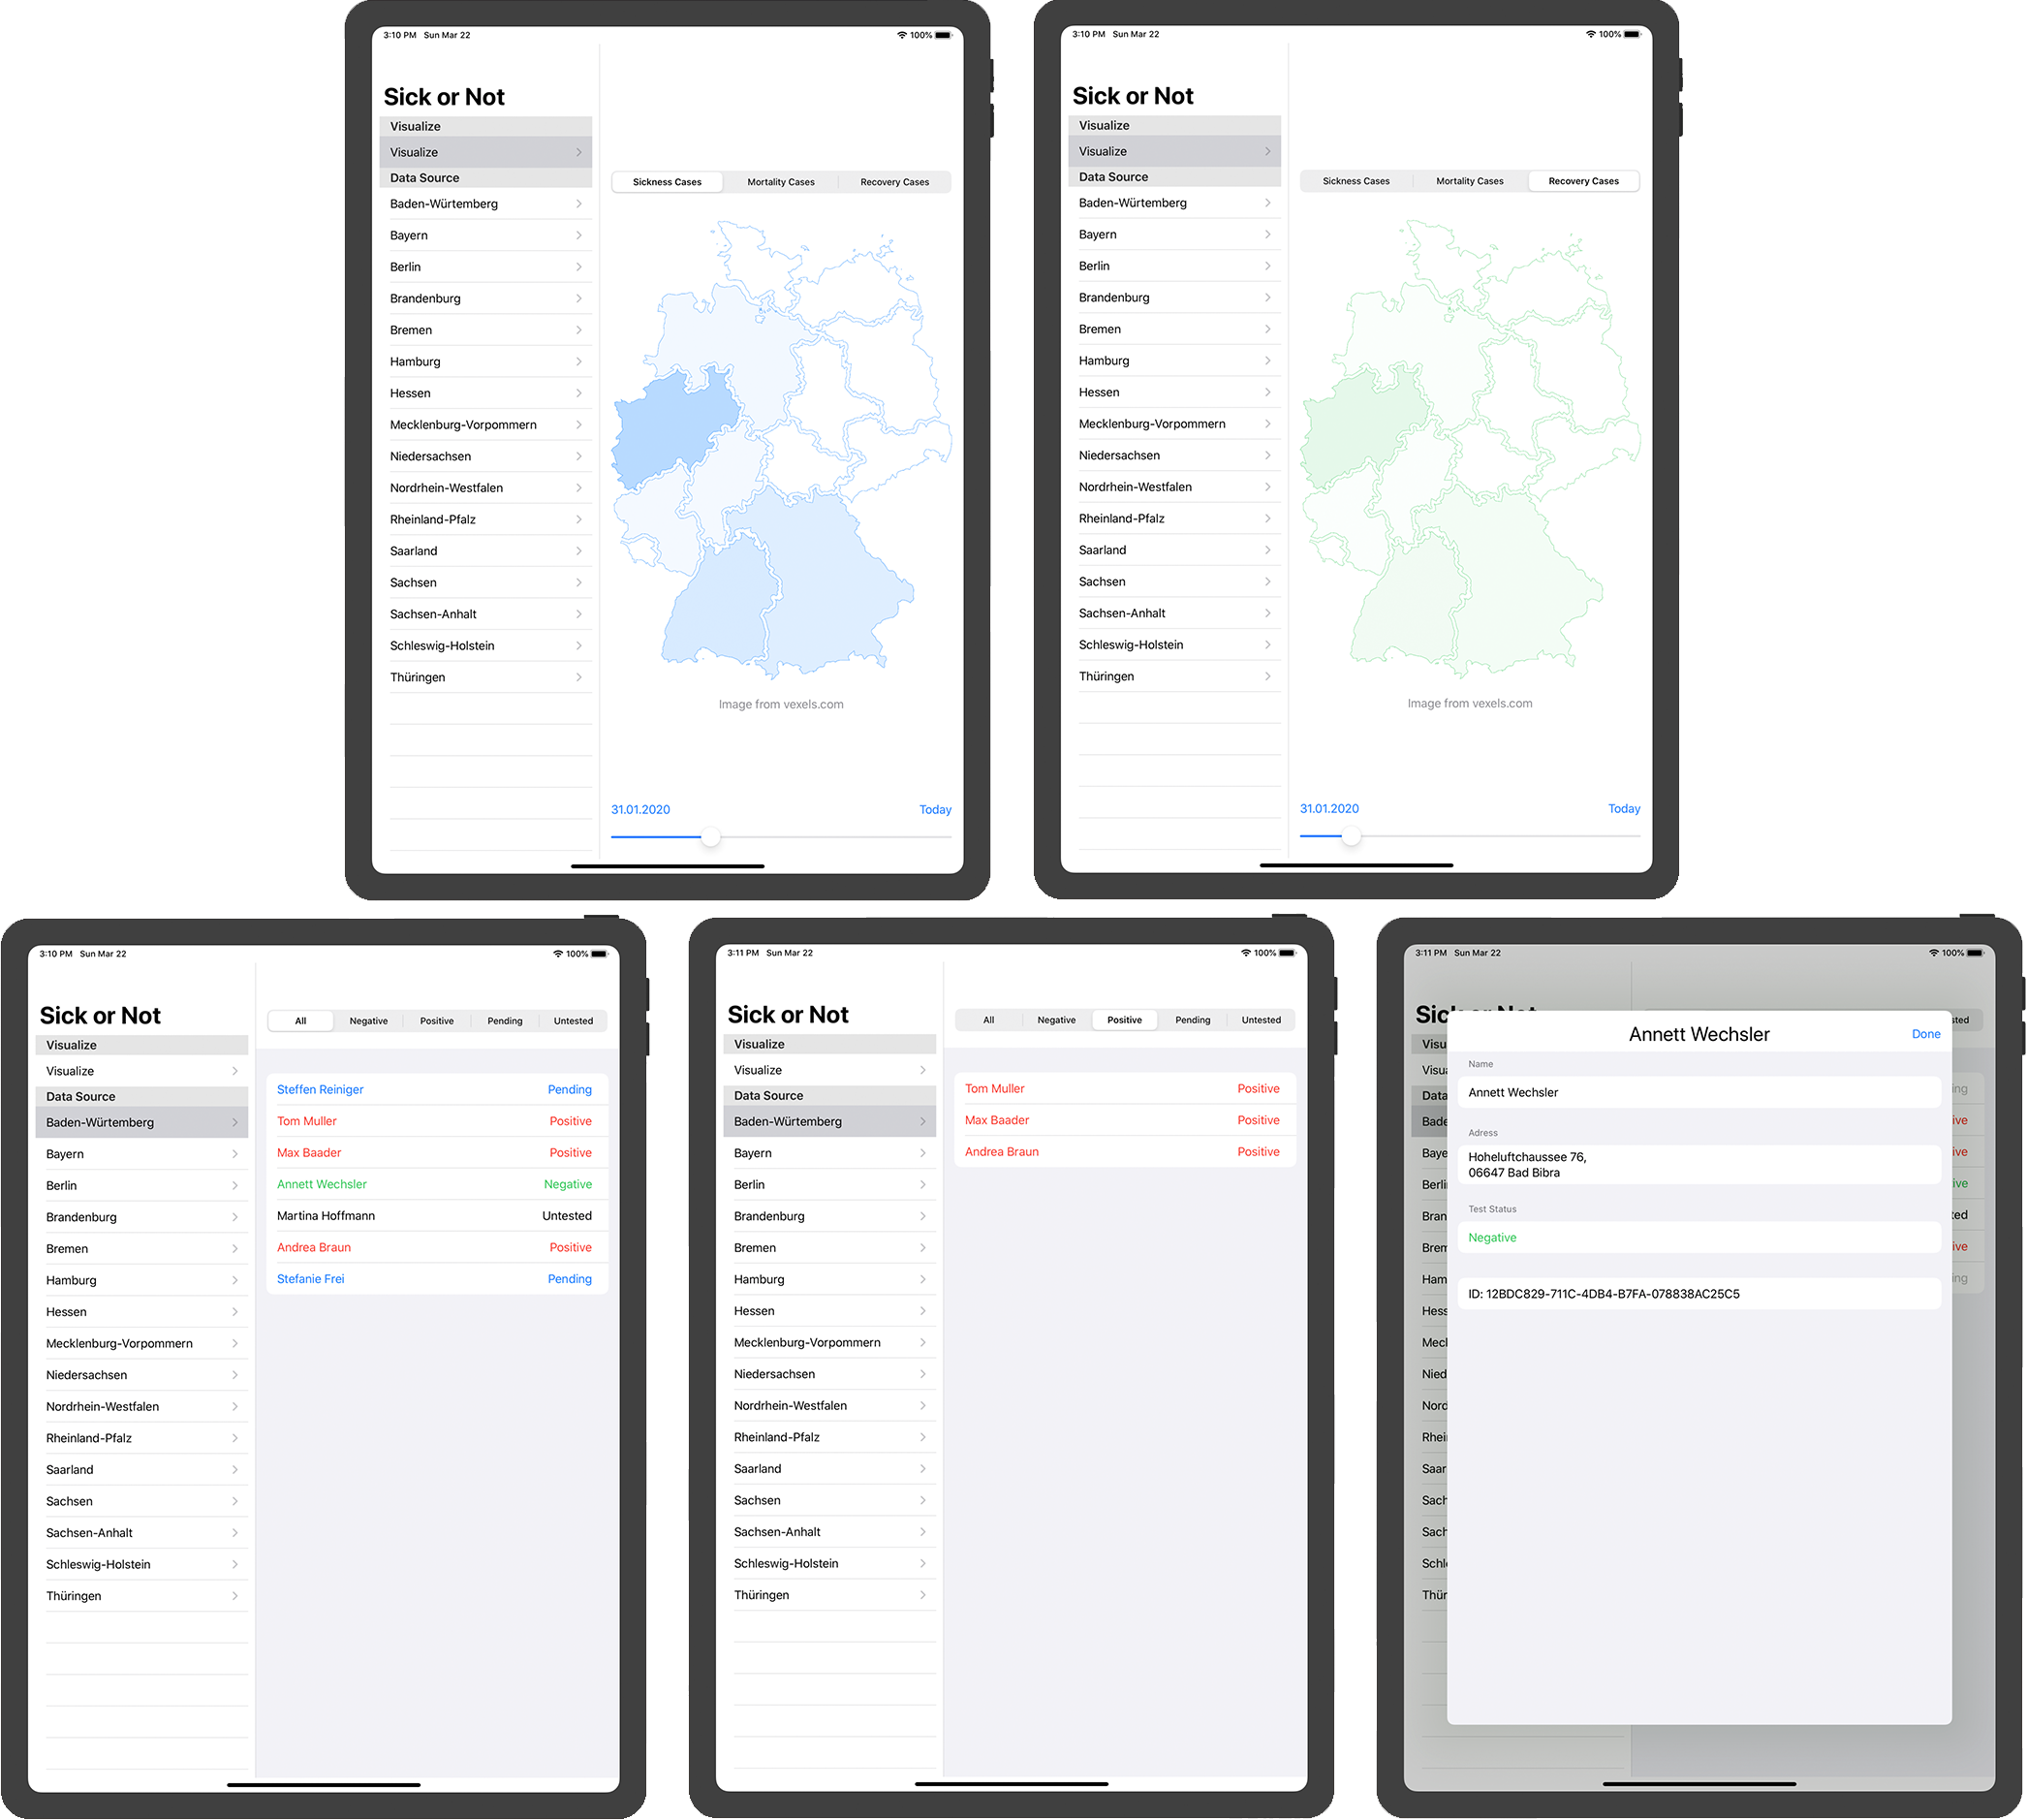 3:10 PM Sun Mar 22 100%
Sick or Not
Visualize
Visualize
Data Source
Baden-Würtemberg
Bayern
Berlin
Brandenburg
Bremen
Hamburg
Hessen
Mecklenburg-Vorpommern
Niedersachsen
Nordrhein-Westfalen
Rheinland-Pfalz
Saarland
Sachsen
Sachsen-Anhalt
Schleswig-Holstein
Thüringen
Sickness Cases Mortality Cases Recovery Cases
Image from vexels.com
31.01.2020 Today
3:10 PM Sun Mar 22 100%
Sick or Not
Visualize
Visualize
Data Source
Baden-Würtemberg
Bayern
Berlin
Brandenburg
Bremen
Hamburg
Hessen
Mecklenburg-Vorpommern
Niedersachsen
Nordrhein-Westfalen
Rheinland-Pfalz
Saarland
Sachsen
Sachsen-Anhalt
Schleswig-Holstein
Thüringen
Sickness Cases Mortality Cases Recovery Cases
Image from vexels.com
31.01.2020 Today
3:10 PM Sun Mar 22 100%
Sick or Not
Visualize
Visualize
Data Source
Baden-Würtemberg
Bayern
Berlin
Brandenburg
Bremen
Hamburg
Hessen
Mecklenburg-Vorpommern
Niedersachsen
Nordrhein-Westfalen
Rheinland-Pfalz
Saarland
Sachsen
Sachsen-Anhalt
Schleswig-Holstein
Thüringen
All Negative Positive Pending Untested
Steffen Reiniger Pending
Tom Muller Positive
Max Baader Positive
Annett Wechsler Negative
Martina Hoffmann Untested
Andrea Braun Positive
Stefanie Frei Pending
3:11 PM Sun Mar 22 100%
Sick or Not
Visualize
Visualize
Data Source
Baden-Würtemberg
Bayern
Berlin
Brandenburg
Bremen
Hamburg
Hessen
Mecklenburg-Vorpommern
Niedersachsen
Nordrhein-Westfalen
Rheinland-Pfalz
Saarland
Sachsen
Sachsen-Anhalt
Schleswig-Holstein
Thüringen
All Negative Positive Pending Untested
Tom Muller Positive
Max Baader Positive
Andrea Braun Positive
3:11 PM Sun Mar 22 100%
Annett Wechsler Done
Name
Annett Wechsler
Adress
Hoheluftchaussee 76,
06647 Bad Bibra
Test Status
Negative
ID: 12BDC829-711C-4DB4-B7FA-078838AC25C5